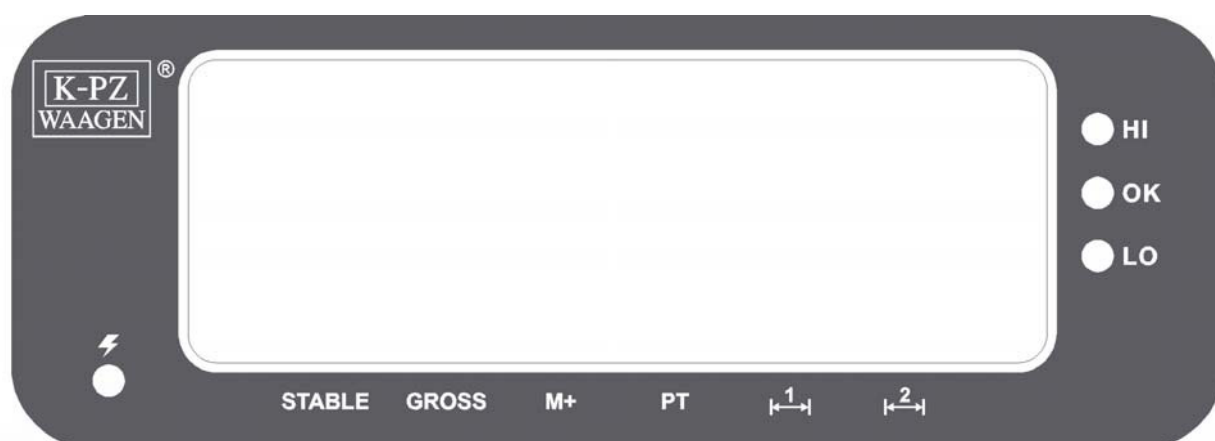 K-PZ ®
WAAGEN
HI
OK
LO
STABLE GROSS M+ PT 1 2